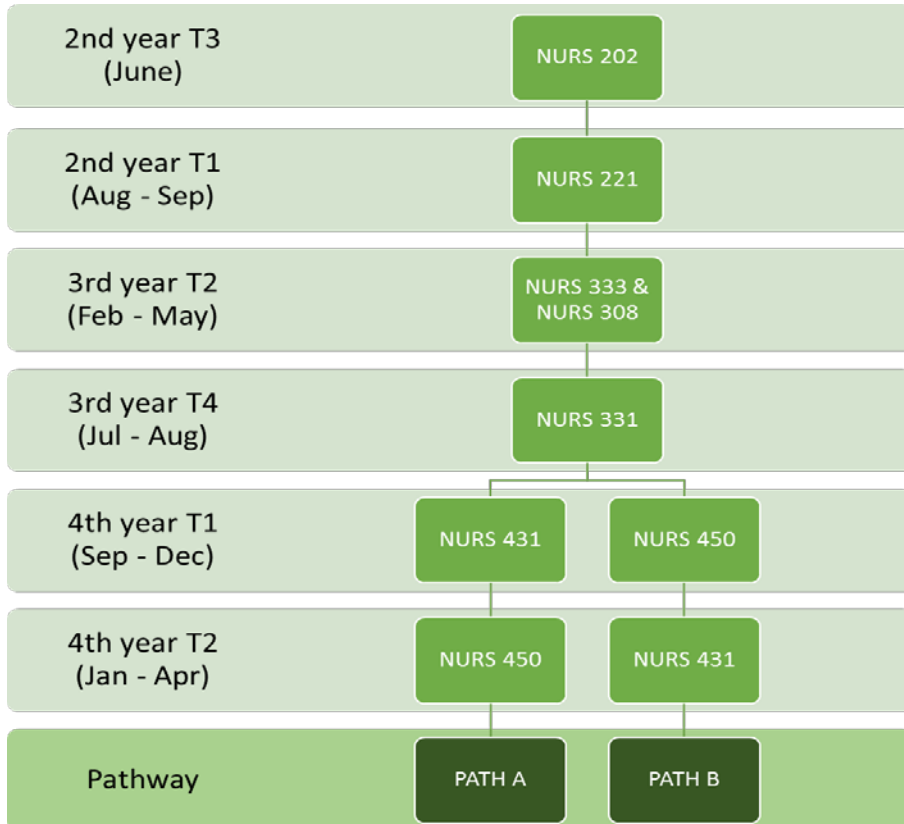 2nd year T3
(June)
NURS 202
2nd year T1
(Aug - Sep)
NURS 221
3rd year T2
(Feb - May)
NURS 333 &
NURS 308
3rd year T4
(Jul - Aug)
NURS 331
4th year T1
(Sep - Dec)
NURS 431
NURS 450
4th year T2
(Jan - Apr)
NURS 450
NURS 431
Pathway
PATH A
PATH B